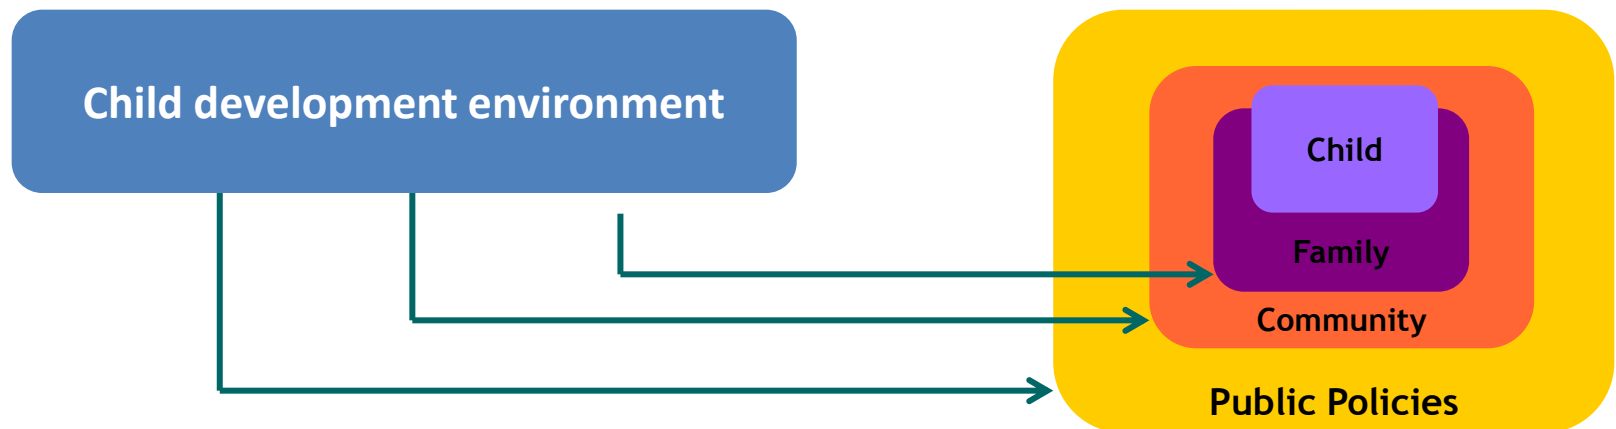 Child development environment
Child
Family
Community
Public Policies